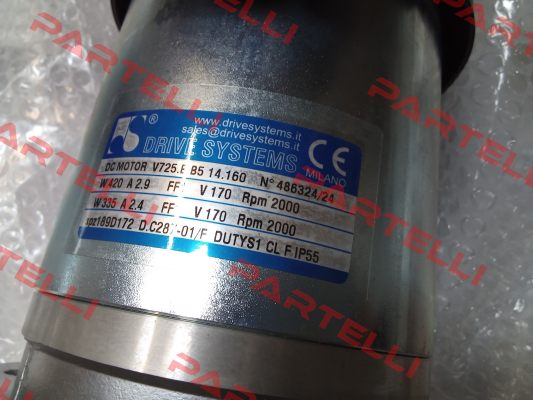 www.drivesystems.it
sales@drivesystems.it
DRIVE SYSTEMS
CE
MILANO
DC MOTOR V725.E 85 14.160 N° 486324/24
W 420 A 2.9 FF V 170 Rpm 2000
W 335 A 2.4 FF V 170 Rpm 2000
DUTYS1 CL F IP55
PARTELLI
PARTELLI
PARTELLI
PARTELLI
PARTELLI
PARTELLI